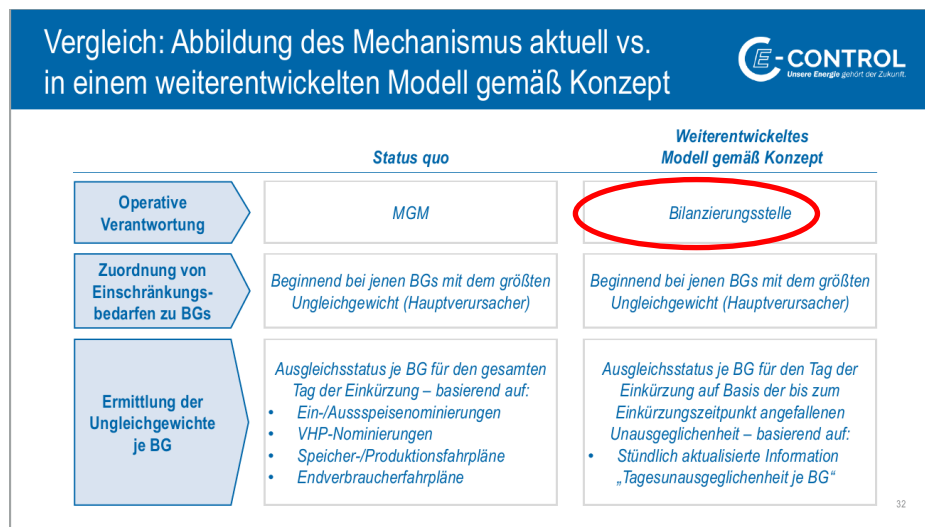 Vergleich: Abbildung des Mechanismus aktuell vs.
in einem weiterentwickelten Modell gemäß Konzept
E-CONTROL
Unsere Energie gehört der Zukunft.
Status quo
Weiterentwickeltes
Modell gemäß Konzept
Operative
Verantwortung
MGM
Bilanzierungsstelle
Zuordnung von
Einschränkungs-
bedarfen zu BGs
Beginnend bei jenen BGs mit dem größten
Ungleichgewicht (Hauptverursacher)
Beginnend bei jenen BGs mit dem größten
Ungleichgewicht (Hauptverursacher)
Ermittlung der
Ungleichgewichte
je BG
Ausgleichsstatus je BG für den gesamten
Tag der Einkürzung – basierend auf:
• Ein-/Aussspeisenominierungen
• VHP-Nominierungen
• Speicher-/Produktionsfahrpläne
• Endverbraucherfahrpläne
Ausgleichsstatus je BG für den Tag der
Einkürzung auf Basis der bis zum
Einkürzungszeitpunkt angefallenen
Unausgeglichenheit – basierend auf:
• Stündlich aktualisierte Information
„Tagesunausgeglichenheit je BG“
32